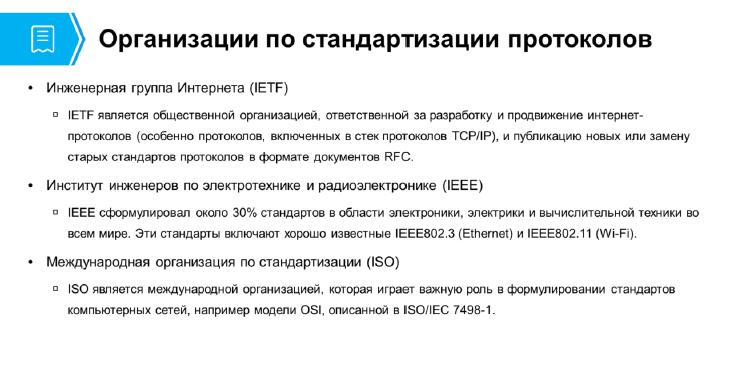 Организации по стандартизации протоколов
• Инженерная группа Интернета (IETF)
▫ IETF является общественной организацией, ответственной за разработку и продвижение интернет-
протоколов (особенно протоколов, включенных в стек протоколов TCP/IP), и публикацию новых или замену
старых стандартов протоколов в формате документов RFC.
• Институт инженеров по электротехнике и радиоэлектронике (IEEE)
▫ IEEE сформулировал около 30% стандартов в области электроники, электрики и вычислительной техники во
всем мире. Эти стандарты включают хорошо известные IEEE802.3 (Ethernet) и IEEE802.11 (Wi-Fi).
• Международная организация по стандартизации (ISO)
▫ ISO является международной организацией, которая играет важную роль в формулировании стандартов
компьютерных сетей, например модели OSI, описанной в IISO/IEC 7498-1.